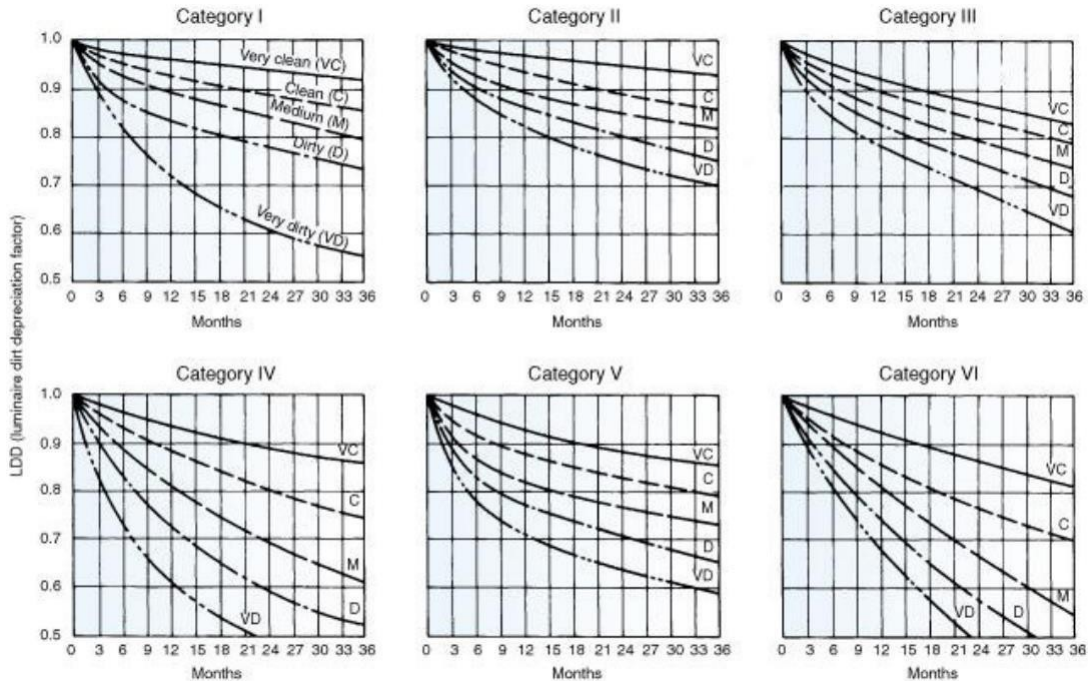 Category I
Category II
Category III
LDD (luminaire dirt depreciation factor)
1.0
0.9
0.8
0.7
0.6
0.5
Very clean (VC)
Clean (C)
Medium (M)
Dirty (D)
Very dirty (VD)
0 3 6 9 12 15 18 21 24 27 30 33 36
Months
VC
C
M
D
VD
0 3 6 9 12 15 18 21 24 27 30 33 36
Months
VC
C
M
D
VD
0 3 6 9 12 15 18 21 24 27 30 33 36
Months
Category IV
Category V
Category VI
1.0
0.9
0.8
0.7
0.6
0.5
VC
C
M
D
VD
0 3 6 9 12 15 18 21 24 27 30 33 36
Months
VC
C
M
D
VD
0 3 6 9 12 15 18 21 24 27 30 33 36
Months
VC
C
M
D
VD
0 3 6 9 12 15 18 21 24 27 30 33 36
Months